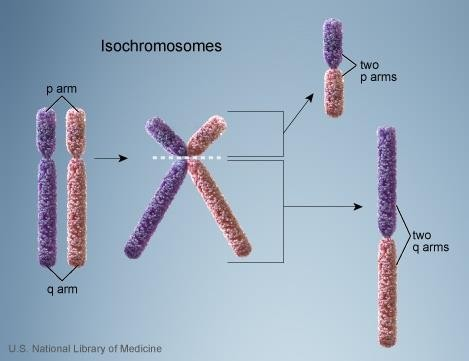 Isochromosomes
p arm
q arm
two
p arms
two
q arms
U.S. National Library of Medicine